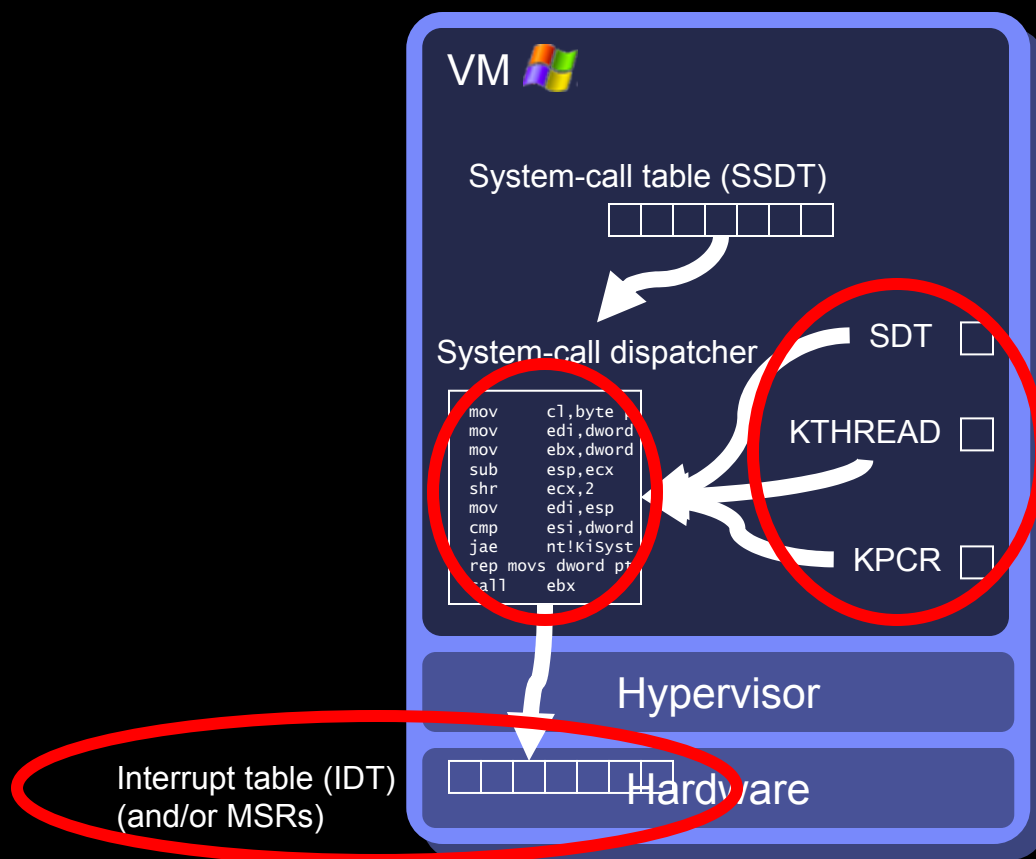 VM
System-call table (SSDT)
SDT
System-call dispatcher
KTHREAD
KPCR
mov cl,byte
mov edi,dword
mov ebx,dword
sub esp,ecx
shr ecx,2
mov edi,esp
cmp esi,dword
jae nt!KiSyst
rep movs dword pt
call ebx
Hypervisor
Hardware
Interrupt table (IDT)
(and/or MSRs)